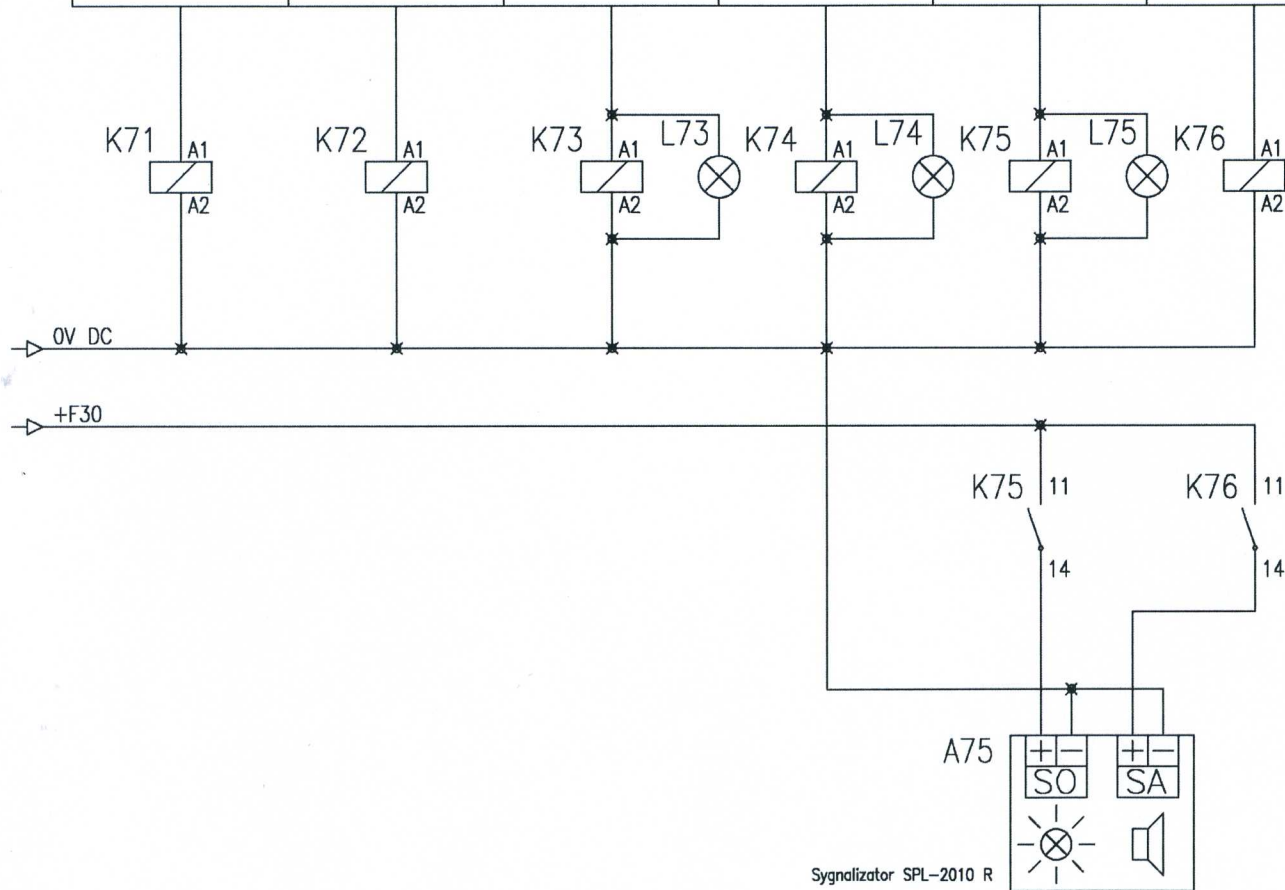 K71 A1 K72 A1 K73 A1 L73 K74 A1 L74 K75 A1 L75 K76 A1
A2 A2 A2 A2 A2 A2
0V DC
+F30
K75 11 K76 11
14 14
A75 + − + −
SO SA
Sygnalizator SPL-2010 R